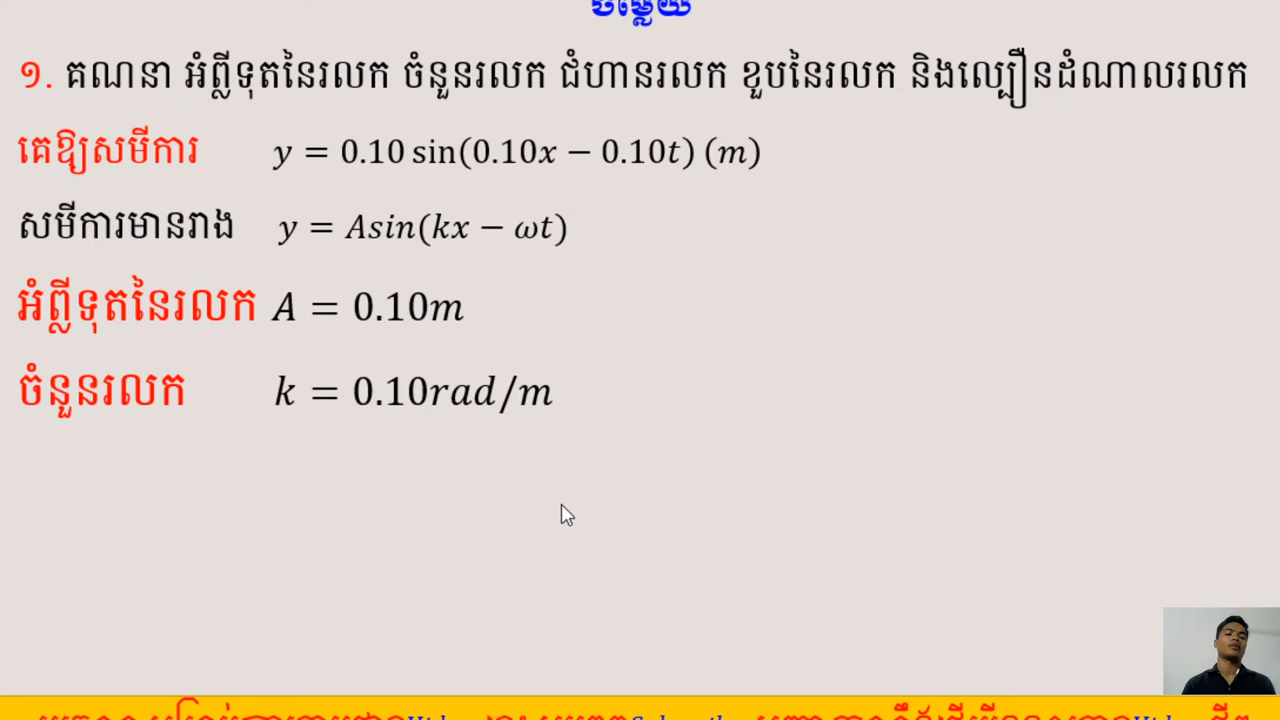 ចម្លើយ
១. គណនា អំព្លីទុតនៃរលក ចំនួនរលក ជំហានរលក ខួបនៃរលក និងល្បឿនដំណាលរលក
គេឱ្យសមីការ y = 0.10 sin(0.10x − 0.10t) (m)
សមីការមានរាង y = Asin(kx − ωt)
អំព្លីទុតនៃរលក A = 0.10m
ចំនួនរលក k = 0.10rad/m